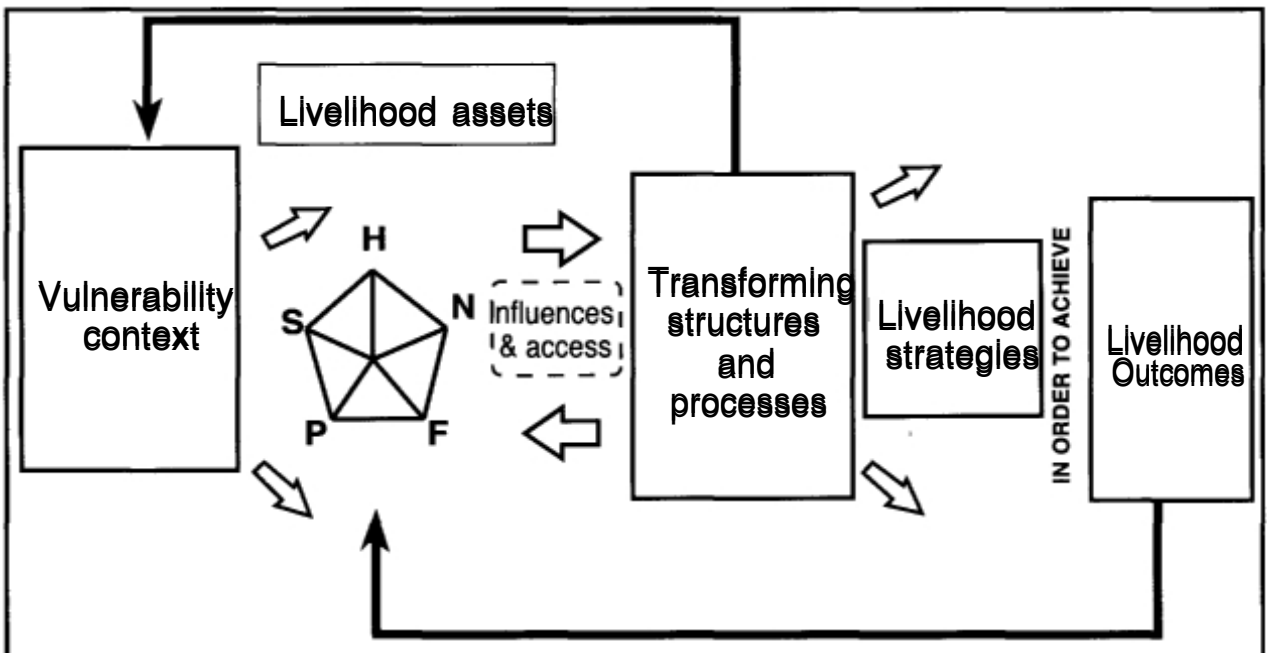 Livelihood assets
Vulnerability
context
H
S
N
P
F
Influences
& access
Transforming
structures
and
processes
Livelihood
strategies
IN ORDER TO ACHIEVE
Livelihood
Outcomes